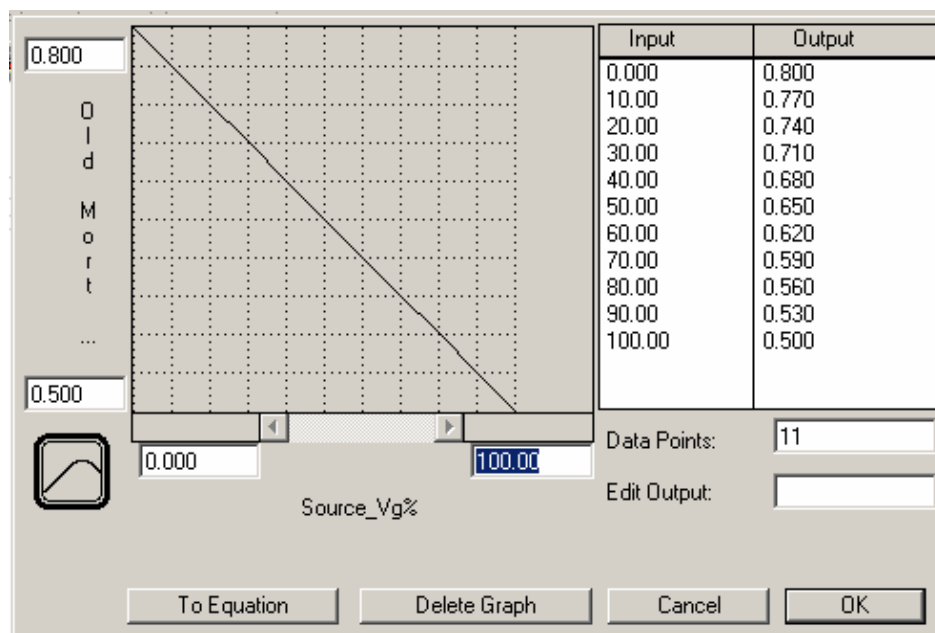 0.800
Old Mort ...
0.500
0.000
100.00
Source_Vg%
Input Output
0.000 0.800
10.00 0.770
20.00 0.740
30.00 0.710
40.00 0.680
50.00 0.650
60.00 0.620
70.00 0.590
80.00 0.560
90.00 0.530
100.00 0.500
Data Points: 11
Edit Output:
To Equation
Delete Graph
Cancel
OK